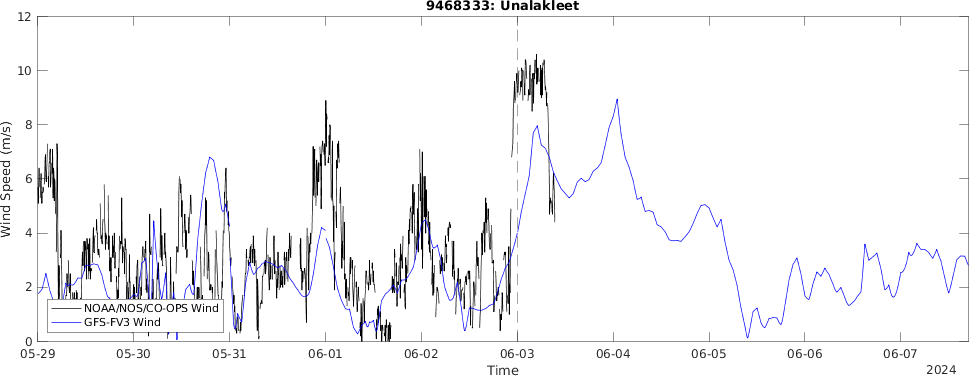 9468333: Unalakleet
Wind Speed (m/s)
12
10
8
6
4
2
0
NOAA/NOS/CO-OPS Wind
GFS-FV3 Wind
05-29 05-30 05-31 06-01 06-02 06-03 06-04 06-05 06-06 06-07
Time
2024